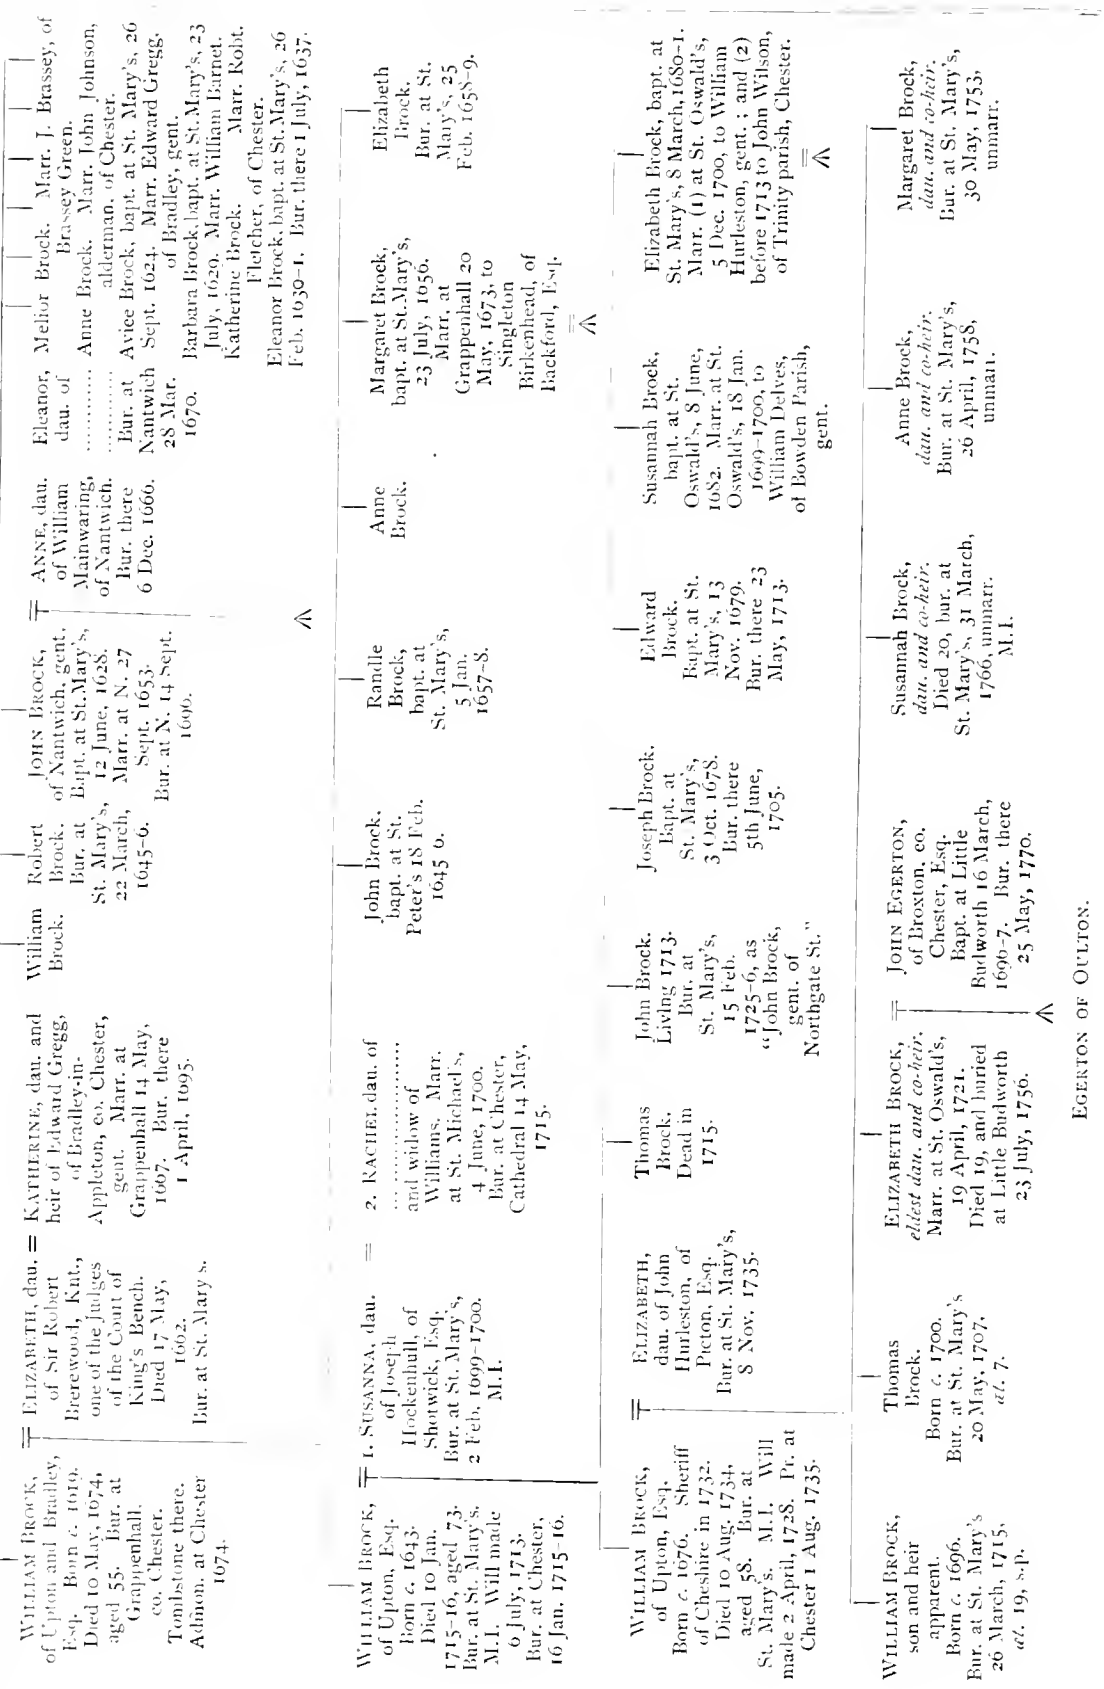 WILLIAM BROCK,
of Upton and Bradley,
Esq. Born c. 1619.
Died 10 May, 1674,
aged 55. Bur. at
Grappenhall.
co. Chester.
Tombstone there.
Admon. at Chester
1674.
ELIZABETH, dau.
of Sir Robert
Brerewood, Knt.,
one of the Judges
of the Court of
King's Bench.
Died 17 May,
1662.
Bur. at St. Mary s.
KATHERINE, dau. and
heir of Edward Gregg,
of Bradley-in-
Appleton, co. Chester,
gent. Marr. at
Grappenhall 14 May,
1667. Bur. there
1 April, 1695.
William
Brock.
Robert
Brock.
Bur. at
St. Mary's,
22 March,
1645-6.
JOHN BROCK,
of Nantwich, gent.
Bapt. at St. Mary's,
12 June, 1628.
Marr. at N. 27
Sept. 1653.
Bur. at N. 14 Sept.
1696.
ANNE, dau.
of William
Mainwaring,
of Nantwich.
Bur. there
6 Dec. 1666.
Eleanor,
dau. of
............
............
Bur. at
Nantwich
28 Mar.
1670.
Melior Brock. Marr. J. Brassey, of
Brassey Green.
Anne Brock. Marr. John Johnson,
alderman, of Chester.
Avice Brock, bapt. at St. Mary's, 26
Sept. 1624. Marr. Edward Gregg,
of Bradley, gent.
Barbara Brock, bapt. at St. Mary's, 23
July, 1629. Marr. William Barnet.
Katherine Brock. Marr. Robt.
Fletcher, of Chester.
Eleanor Brock, bapt. at St. Mary's, 26
Feb. 1630-1. Bur. there 1 July, 1637.
WILLIAM BROCK,
of Upton, Esq.
born c. 1643.
Died 10 Jan.
1715-16, aged 73.
Bur. at St. Mary's.
M.I. Will made
6 July, 1713.
Bur. at Chester,
16 Jan. 1715-16.
1. SUSANNA, dau.
of Joseph
Hockenhull, of
Shotwick, Esq.
Bur. at St. Mary's,
2 Feb. 1699-1700.
M.I.
2. RACHEL, dau. of
.....................
and widow of
Williams. Marr.
at St. Michael's,
4 June, 1700.
Bur. at Chester,
Cathedral 14 May,
1715.
John Brock.
bapt. at St.
Peter's 18 Feb.
1645 6.
Randle
Brock,
bapt. at
St. Mary's,
5 Jan.
1657-8.
Anne
Brock.
Margaret Brock,
bapt. at St. Mary's,
23 July, 1656.
Marr. at
Grappenhall 20
May, 1673, to
Singleton
Birkenhead, of
Backford, Esq.
Elizabeth
Brock.
Bur. at St.
Mary's, 25
Feb. 1658-9.
WILLIAM BROCK,
of Upton, Esq.
Born c. 1676. Sheriff
of Cheshire in 1732.
Died 10 Aug. 1734,
aged 58. Bur. at
St. Mary's. M.I. Will
made 2 April, 1728. Pr. at
Chester 1 Aug. 1735.
ELIZABETH,
dau. of John
Hurleston, of
Picton, Esq.
Bur. at St. Mary's,
8 Nov. 1735.
Thomas
Brock.
Dead in
1715.
John Brock.
Living 1713.
Bur. at
St. Mary's,
15 Feb.
1725-6, as
"John Brock,
gent. of
Northgate St."
Joseph Brock.
Bapt. at
St. Mary's,
3 Oct. 1678.
Bur. there
5th June,
1705.
Edward
Brock.
Bapt. at St.
Mary's, 13
Nov. 1679.
Bur. there 23
May, 1713.
Susannah Brock,
bapt. at St.
Oswald's, 8 June,
1682. Marr. at St.
Oswald's, 18 Jan.
1699-1700, to
William Delves,
of Bowden Parish,
gent.
Elizabeth Brock, bapt. at
St. Mary's, 8 March, 1680-1.
Marr. (1) at St. Oswald's,
5 Dec. 1700, to William
Hurleston, gent.; and (2)
before 1713 to John Wilson,
of Trinity parish, Chester.
WILLIAM BROCK,
son and heir
apparent.
Born c. 1696.
Bur. at St. Mary's
26 March, 1715,
æt. 19, s.p.
Thomas
Brock.
Born c. 1700.
Bur. at St. Mary's
20 May, 1707,
æt. 7.
ELIZABETH BROCK,
eldest dau. and co-heir.
Marr. at St. Oswald's,
19 April, 1721.
Died 19, and buried
at Little Budworth
23 July, 1756.
JOHN EGERTON,
of Broxton, co.
Chester, Esq.
Bapt. at Little
Budworth 16 March,
1696-7. Bur. there
25 May, 1770.
Susannah Brock,
dau. and co-heir.
Died 20, bur. at
St. Mary's, 31 March,
1766, unmarr.
M.I.
Anne Brock,
dau. and co-heir.
Bur. at St. Mary's,
26 April, 1758,
unmarr.
Margaret Brock,
dau. and co-heir.
Bur. at St. Mary's,
30 May, 1753,
unmarr.
EGERTON OF OULTON.